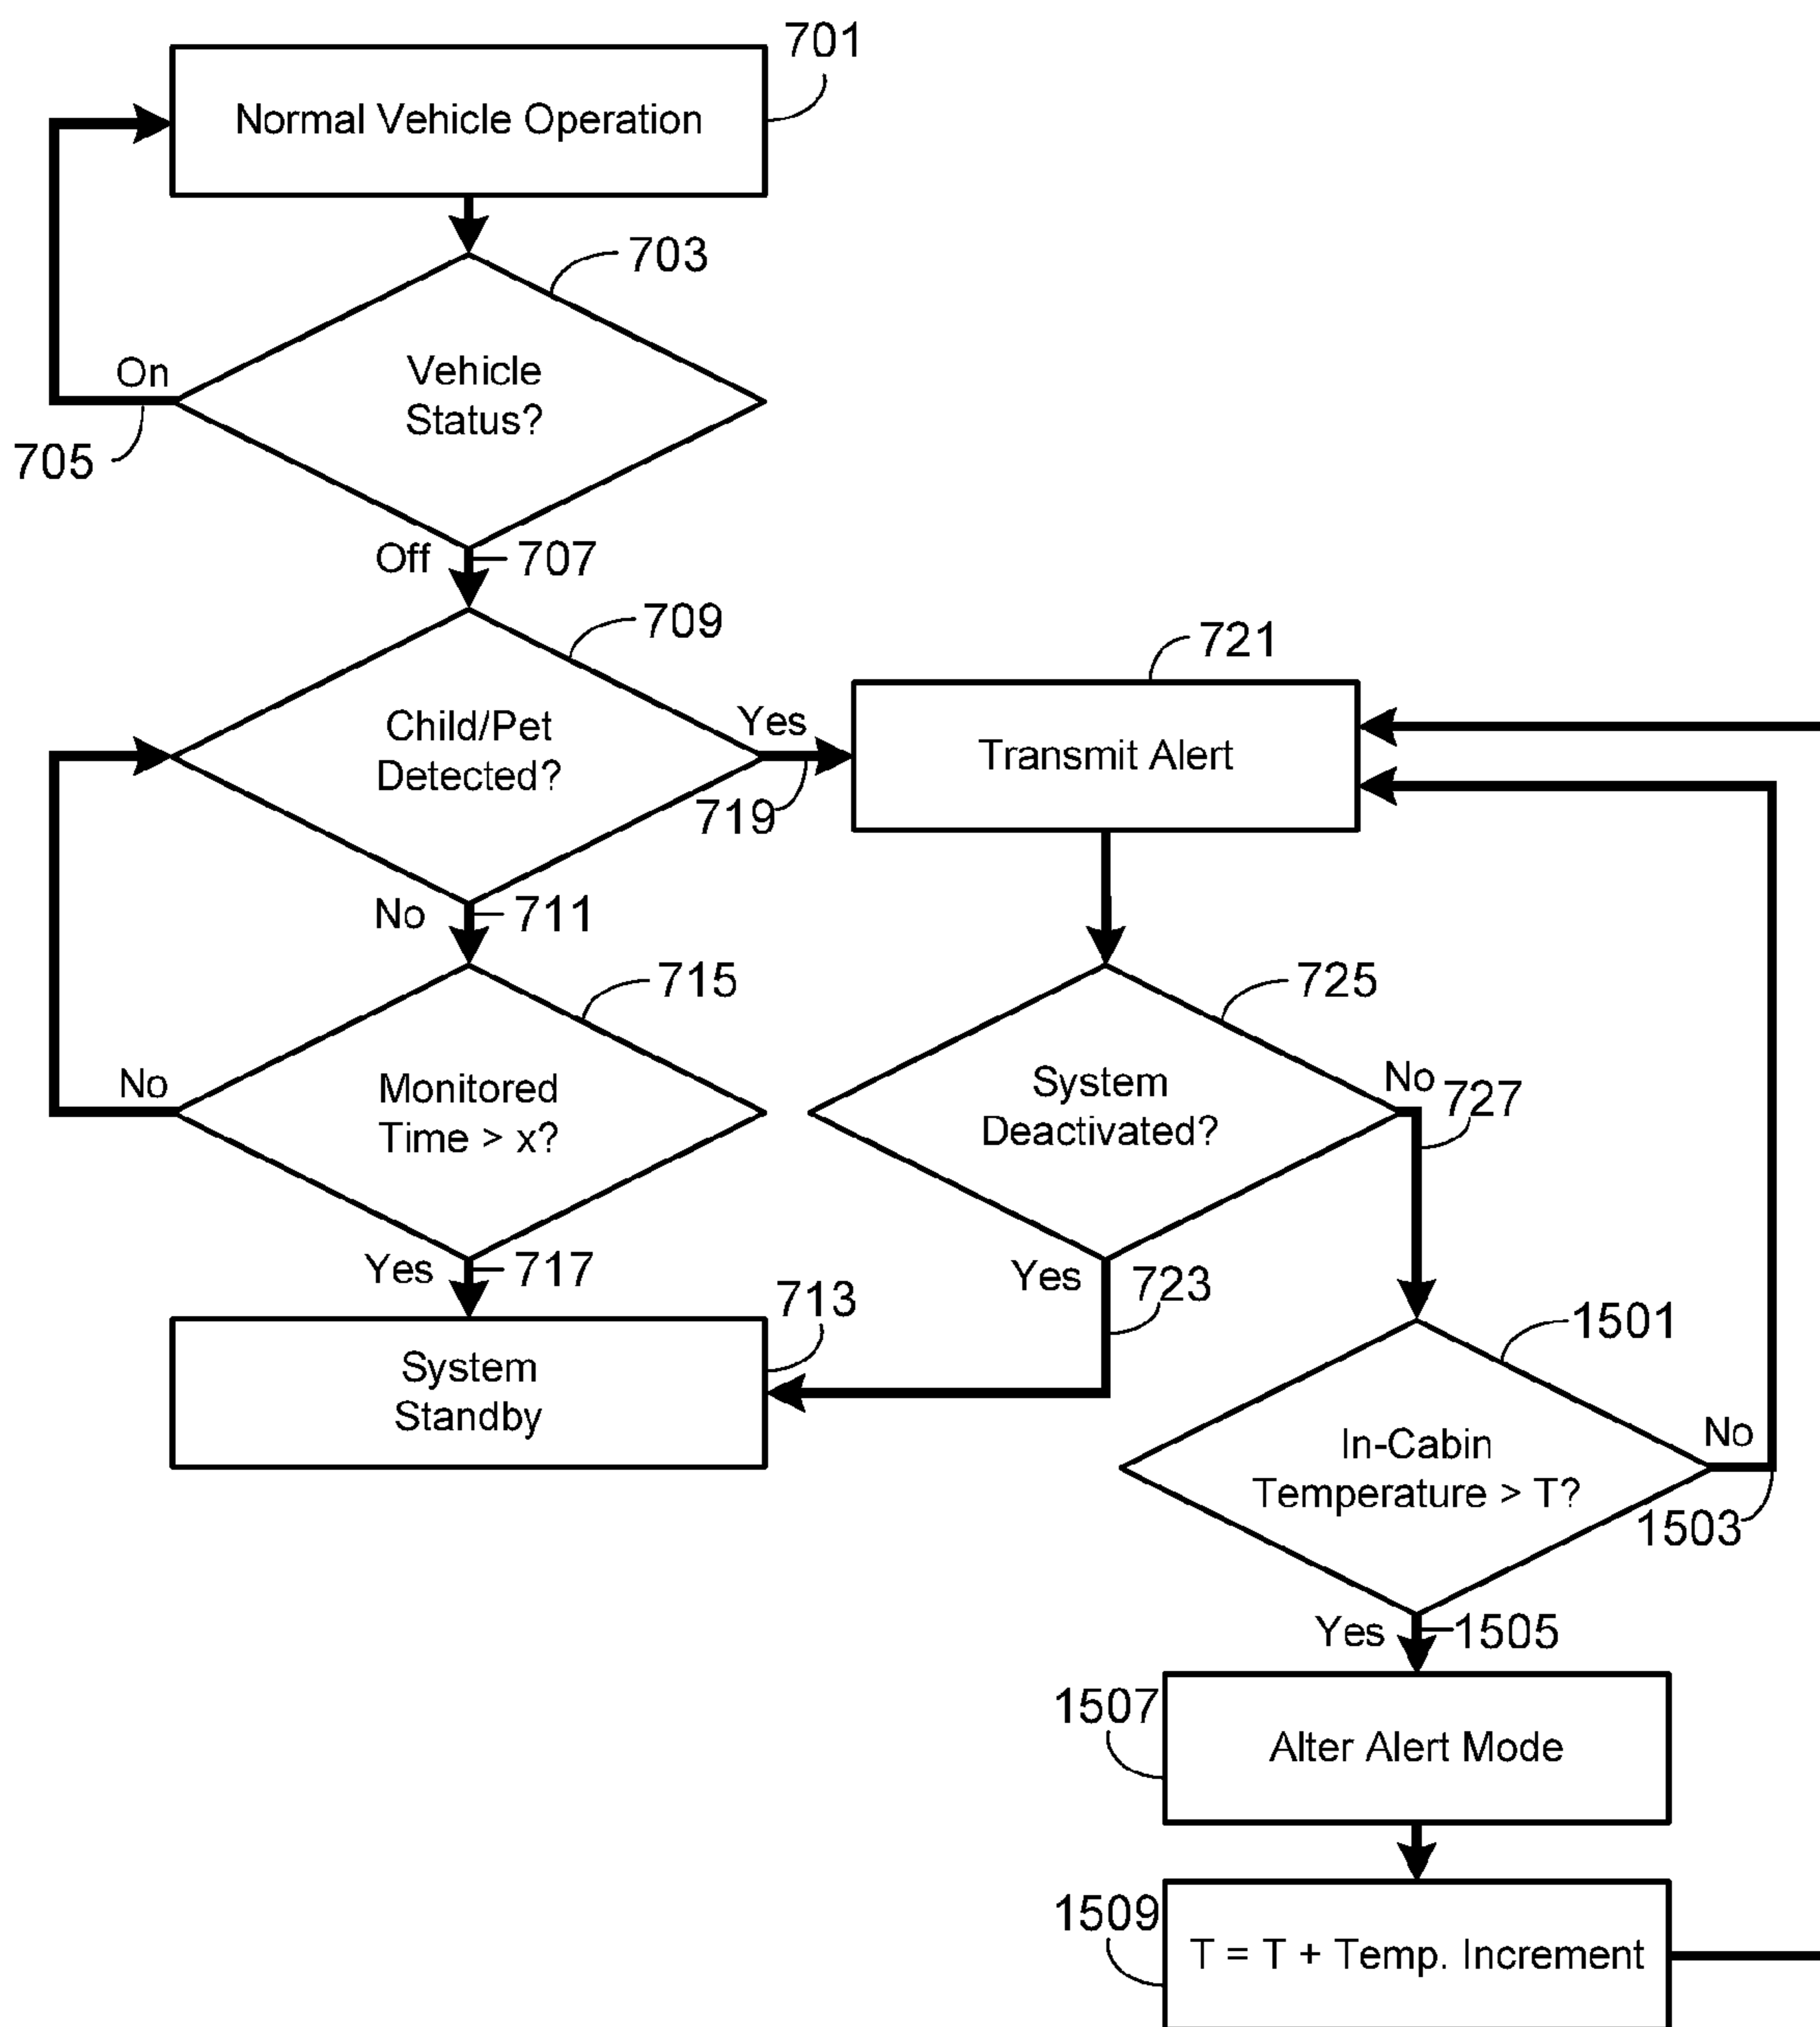 701
Normal Vehicle Operation
703
Vehicle
Status?
On
705
Off
707
709
Child/Pet
Detected?
Yes
719
721
Transmit Alert
No
711
715
Monitored
Time > x?
No
Yes
717
713
System
Standby
725
System
Deactivated?
No
727
Yes
723
1501
In-Cabin
Temperature > T?
No
1503
Yes
1505
1507
Alter Alert Mode
1509
T = T + Temp. Increment